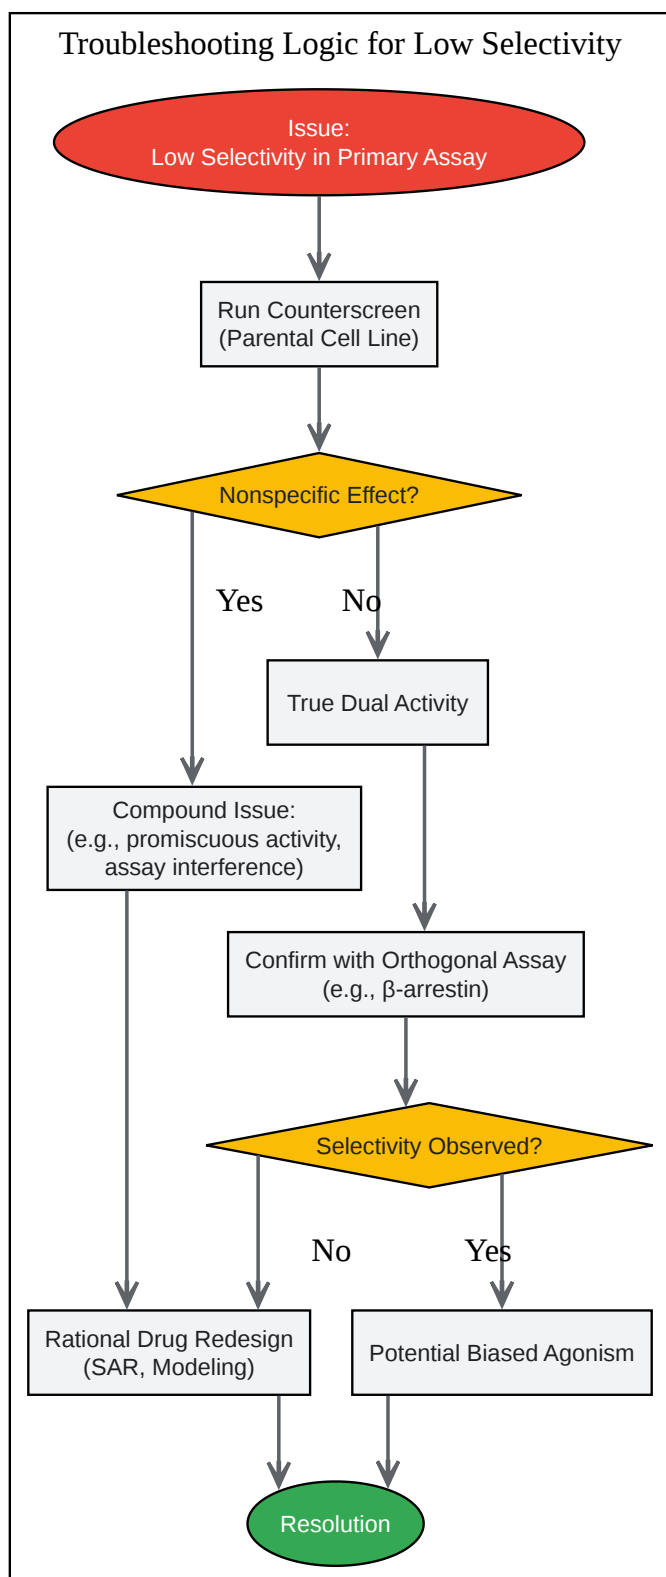 Troubleshooting Logic for Low Selectivity
Issue:
Low Selectivity in Primary Assay
Run Counterscreen
(Parental Cell Line)
Nonspecific Effect?
Yes
No
True Dual Activity
Compound Issue:
(e.g., promiscuous activity,
assay interference)
Confirm with Orthogonal Assay
(e.g., β-arrestin)
Selectivity Observed?
No
Yes
Rational Drug Redesign
(SAR, Modeling)
Potential Biased Agonism
Resolution